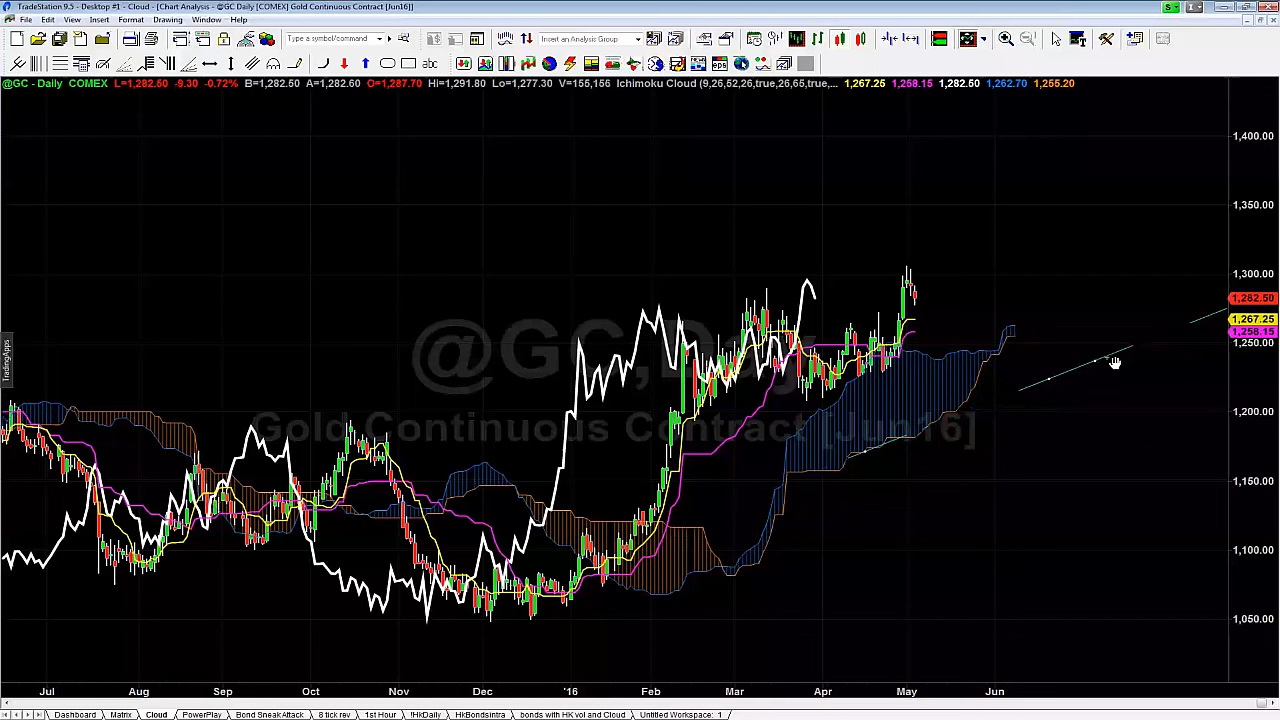 TradeStation 9.5 - Desktop #1 - Cloud - [Chart Analysis - @GC Daily [COMEX] Gold Continuous Contract [Jun16]]
File Edit View Insert Format Drawing Window Help
Type a symbol/command
Insert an Analysis Group
abc
eps
@GC - Daily COMEX L=1,282.50 -9.30 -0.72% B=1,282.50 A=1,282.60 O=1,287.70 Hi=1,291.80 Lo=1,277.30 V=155,156 Ichimoku Cloud (9,26,52,26,true,26,65,true,... 1,267.25 1,258.15 1,282.50 1,262.70 1,255.20
1,400.00
1,350.00
1,300.00
1,282.50
1,267.25
1,258.15
1,250.00
1,200.00
1,150.00
1,100.00
1,050.00
TradingApps
@GC,Daily
Gold Continuous Contract [Jun16]
Jul Aug Sep Oct Nov Dec '16 Feb Mar Apr May Jun
Dashboard Matrix Cloud PowerPlay Bond SneakAttack 6 tick rev 1st Hour !HkDaily HkBondsintra bonds with HK vol and Cloud Untitled Workspace: 1